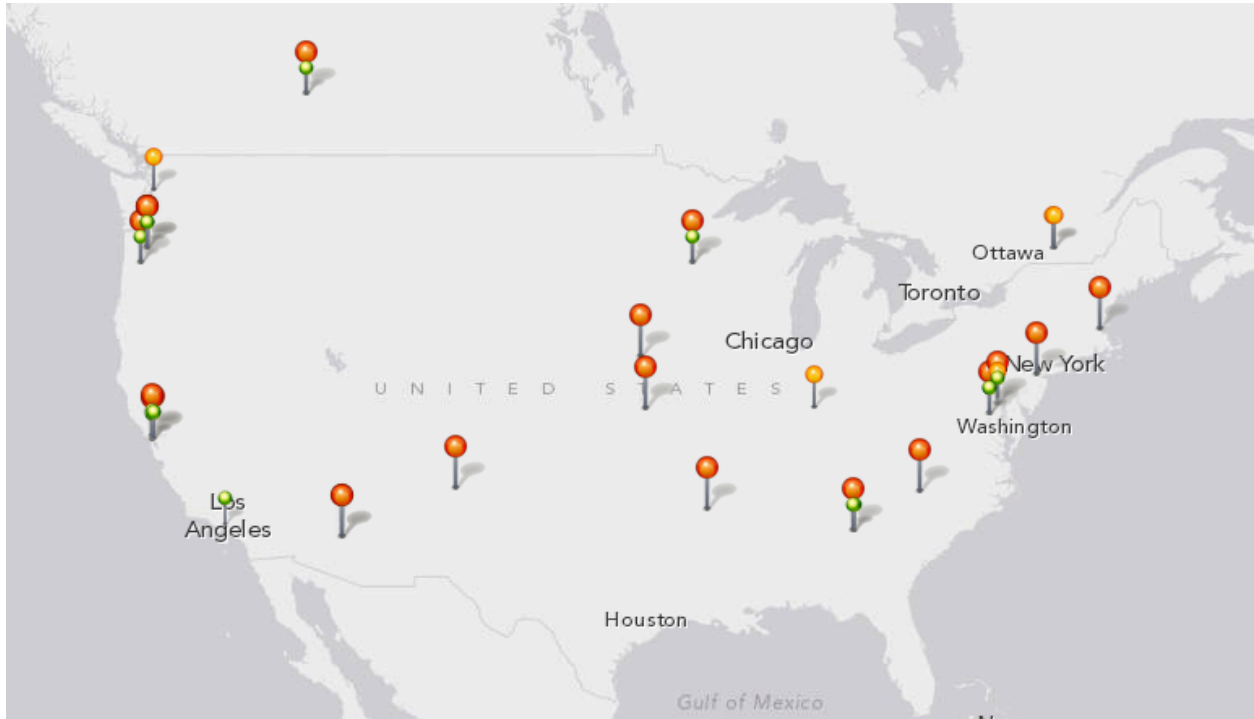 Ottawa
Toronto
Chicago
New York
UNITED STATES
Washington
Los
Angeles
Houston
Gulf of Mexico